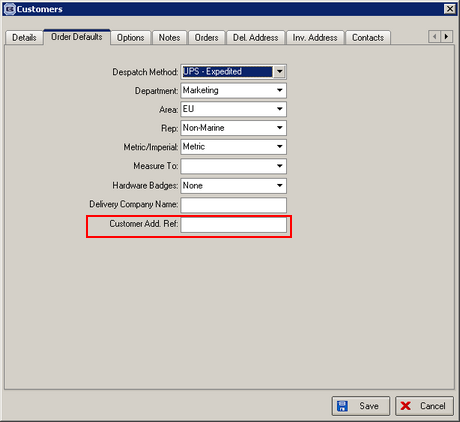 Customers
Details Order Defaults Options Notes Orders Del. Address Inv. Address Contacts
Despatch Method: UPS - Expedited
Department: Marketing
Area: EU
Rep: Non-Marine
Metric/Imperial: Metric
Measure To:
Hardware Badges: None
Delivery Company Name:
Customer Add. Ref:
Save Cancel